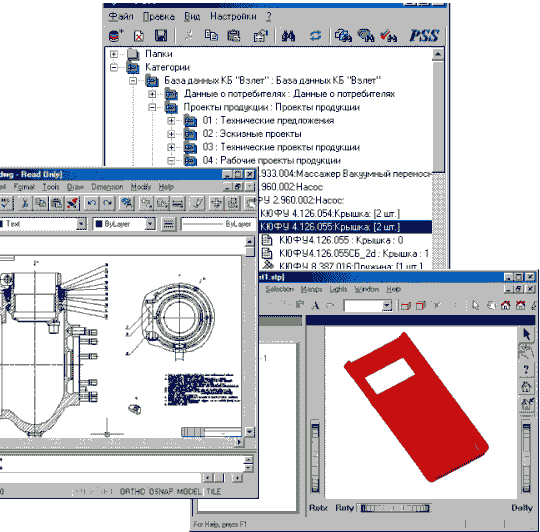 Файл Правка Вид Настройки ?
PSS
Папки
Категории
База данных КБ "Взлет" : База данных КБ "Взлет"
Данные о потребителях : Данные о потребителях
Проекты продукции : Проекты продукции
01 : Технические предложения
02 : Эскизные проекты
03 : Технические проекты продукции
04 : Рабочие проекты продукции
.933.004:Массажер Вакуумный перенос
.960.002:Насос
РУ 2.960.002:Насос:
КЮФУ 4.126.054:Крышка: [2 шт.]
КЮФУ 4.126.055:Крышка: [2 шт.]
КЮФУ4.126.055 : Крышка : 0
КЮФУ4.126.055СБ_2d : Крышка : 1
КЮФУ 8.387.016:Пружина: [1 шт.]
dwg - Read Only]
Format Tools Draw Dimension Modify Help
Text
ByLayer
ByLayer
ORTHO OSNAP MODEL TILE
rt1.stp]
Selection Manip Lights Window Help
-1
Rotx Roty
Dolly
For Help, press F1